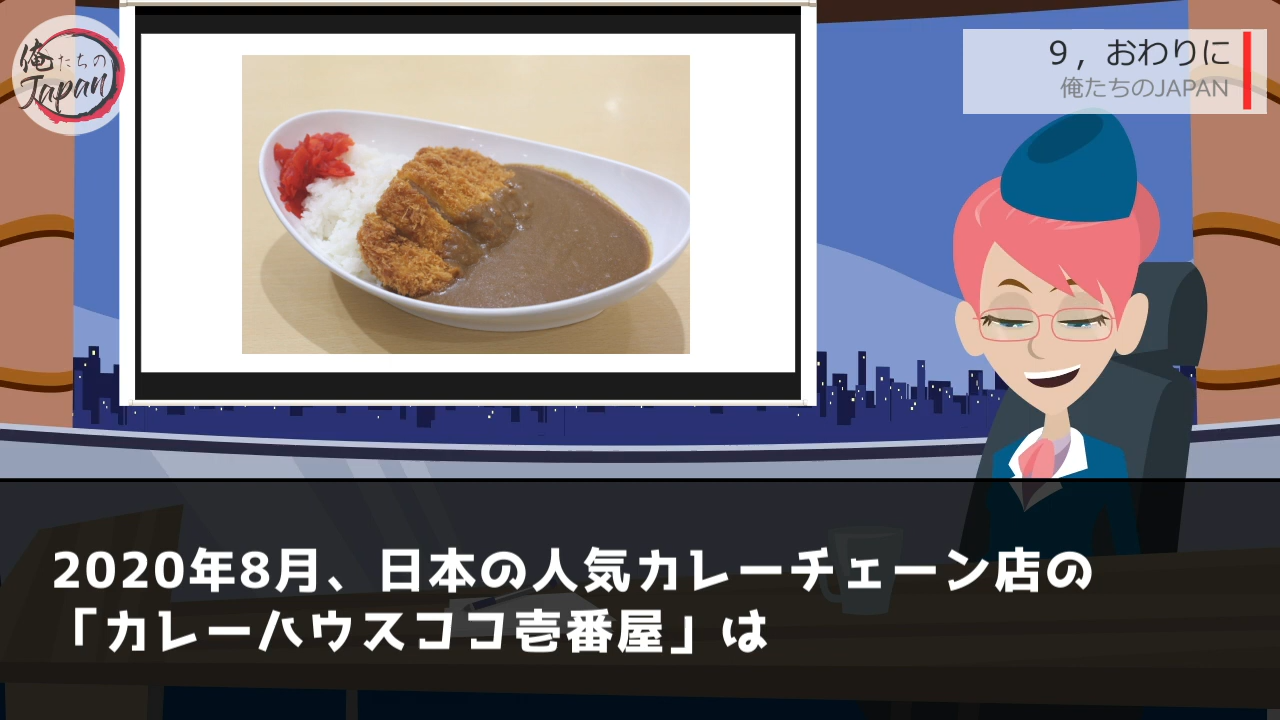 俺たちの
Japan
9，おわりに
俺たちのJAPAN
2020年8月、日本の人気カレーチェーン店の
「カレーハウスココ壱番屋」は